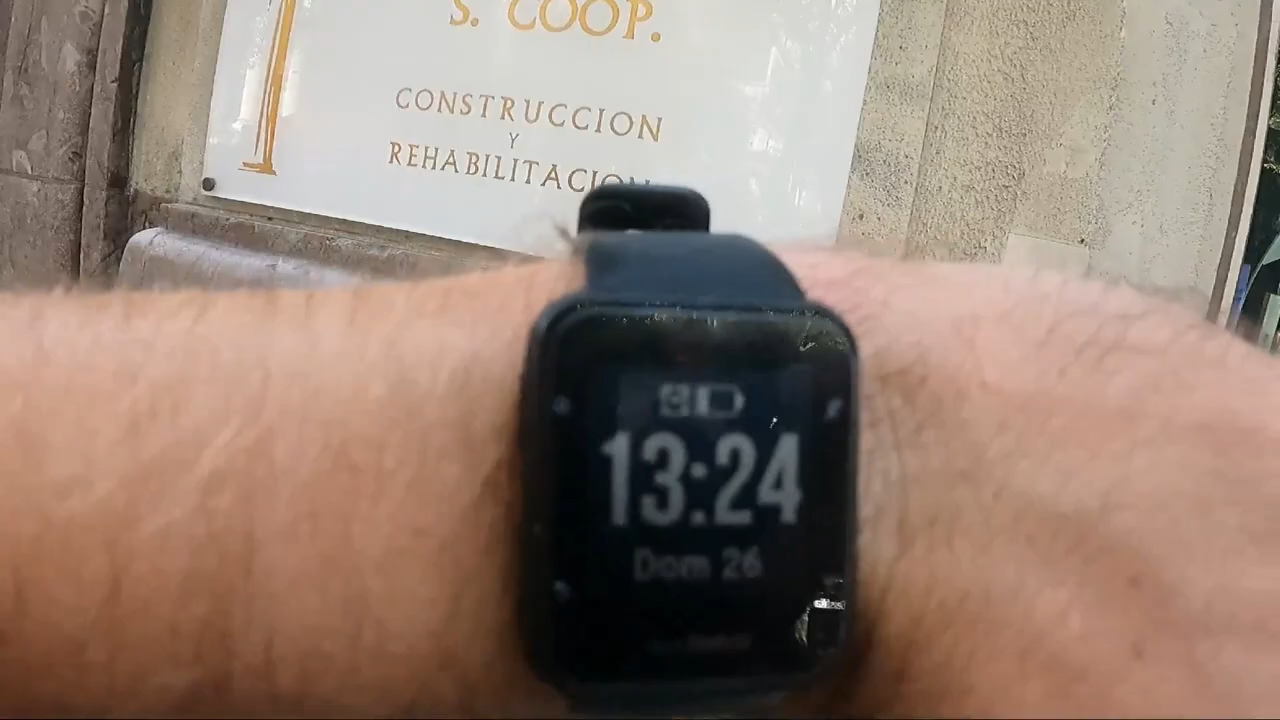 S. COOP.
CONSTRUCCION
Y
REHABILITACION
13:24
Dom 26